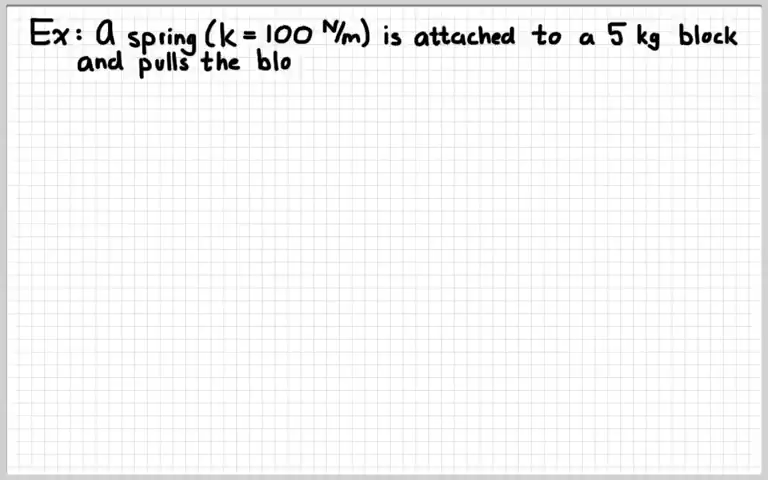 Ex: A spring (k = 100 N/m) is attached to a 5 kg block
and pulls the blo